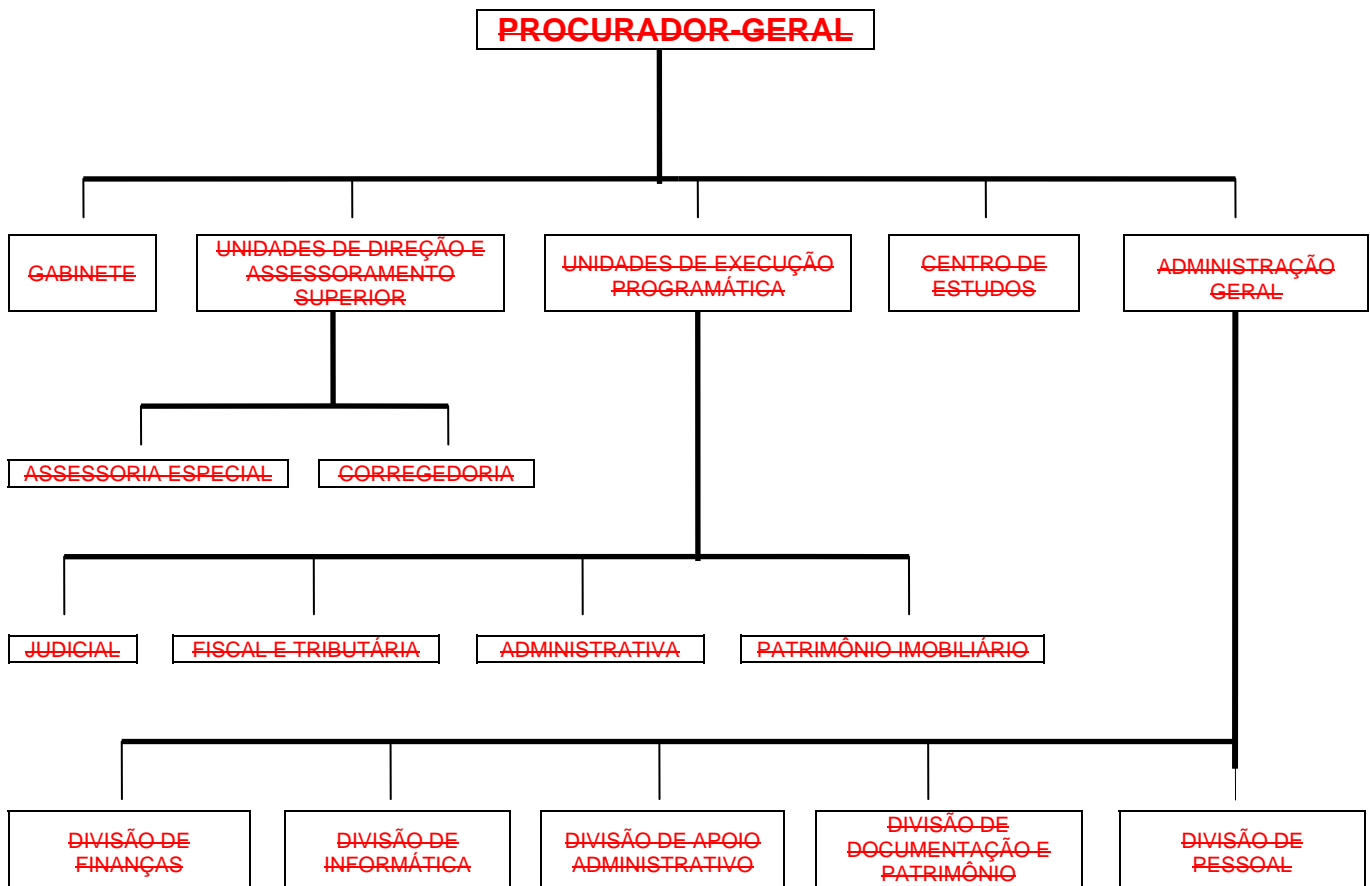 PROCURADOR-GERAL
GABINETE
UNIDADES DE DIREÇÃO E
ASSESSORAMENTO
SUPERIOR
UNIDADES DE EXECUÇÃO
PROGRAMÁTICA
CENTRO DE
ESTUDOS
ADMINISTRAÇÃO
GERAL
ASSESSORIA ESPECIAL
CORREGEDORIA
JUDICIAL
FISCAL E TRIBUTÁRIA
ADMINISTRATIVA
PATRIMÔNIO IMOBILIÁRIO
DIVISÃO DE
FINANÇAS
DIVISÃO DE
INFORMÁTICA
DIVISÃO DE APOIO
ADMINISTRATIVO
DIVISÃO DE
DOCUMENTAÇÃO E
PATRIMÔNIO
DIVISÃO DE
PESSOAL